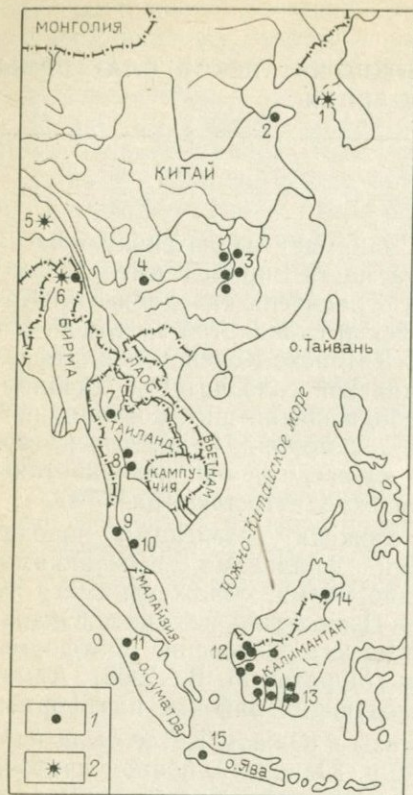 МОНГОЛИЯ
1
2
КИТАЙ
5
3
4
6
БИРМА
о.Тайвань
ЛАОС
7
ТАИЛАНД
ВЬЕТНАМ
8
КАМПУ-
ЧИЯ
Южно-Китайское море
9
10
МАЛАЙЗИЯ
14
11
12
КАЛИМАНТАН
о.Суматра
13
15
о.Ява
1
2